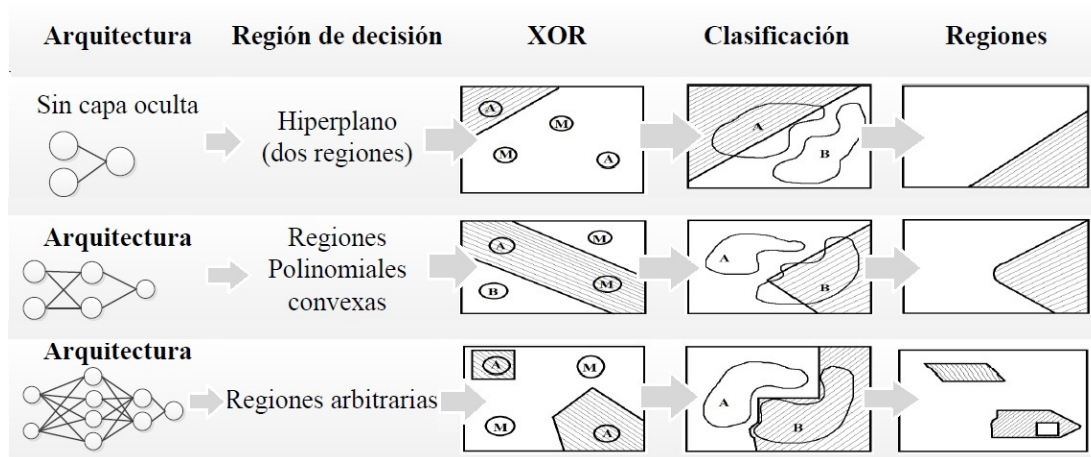 Arquitectura Región de decisión XOR Clasificación Regiones
Sin capa oculta
Hiperplano
(dos regiones)
A
M
M
A
A
B
Arquitectura
Regiones
Polinomiales
convexas
A
M
B
M
A
B
Arquitectura
Regiones arbitrarias
A
M
M
A
A
B